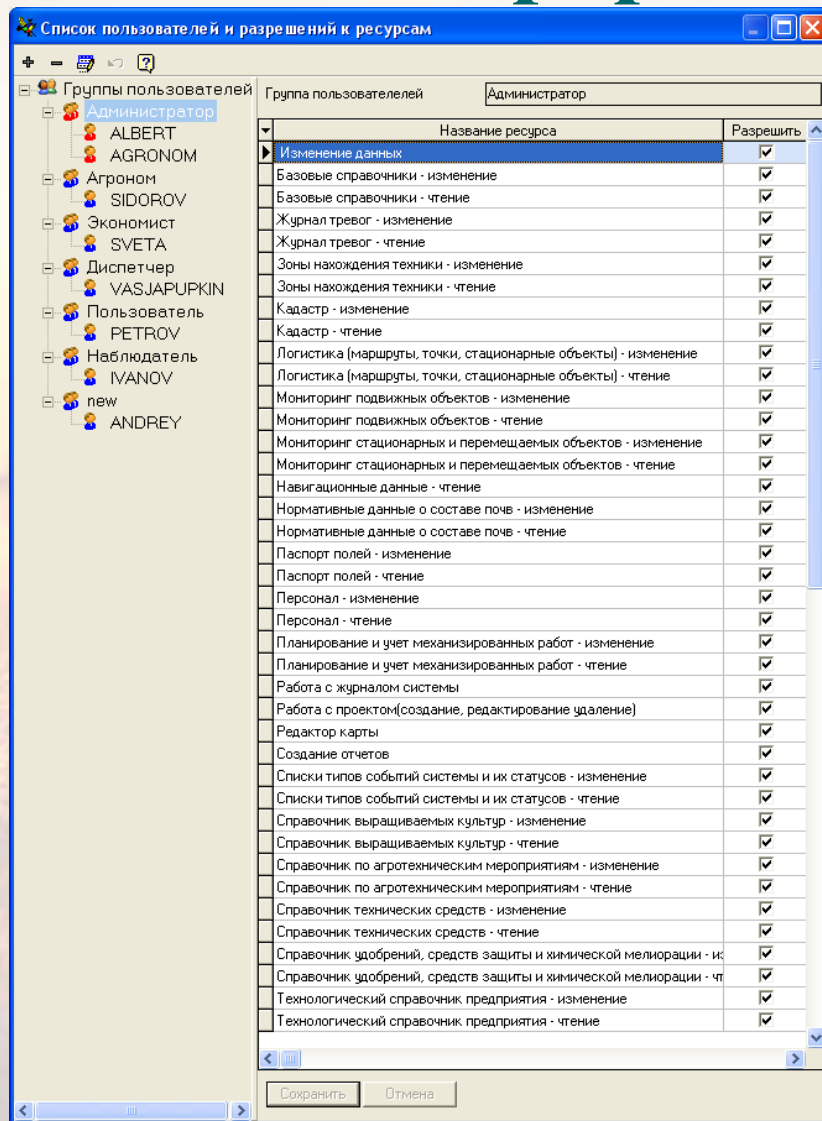 Список пользователей и разрешений к ресурсам
Группы пользователей
Администратор
ALBERT
AGRONOM
Агроном
SIDOROV
Экономист
SVETA
Диспетчер
VASJAPUPKIN
Пользователь
PETROV
Наблюдатель
IVANOV
new
ANDREY
Группа пользователелей Администратор
Название ресурса Разрешить
Изменение данных
Базовые справочники - изменение
Базовые справочники - чтение
Журнал тревог - изменение
Журнал тревог - чтение
Зоны нахождения техники - изменение
Зоны нахождения техники - чтение
Кадастр - изменение
Кадастр - чтение
Логистика (маршруты, точки, стационарные объекты) - изменение
Логистика (маршруты, точки, стационарные объекты) - чтение
Мониторинг подвижных объектов - изменение
Мониторинг подвижных объектов - чтение
Мониторинг стационарных и перемещаемых объектов - изменение
Мониторинг стационарных и перемещаемых объектов - чтение
Навигационные данные - чтение
Нормативные данные о составе почв - изменение
Нормативные данные о составе почв - чтение
Паспорт полей - изменение
Паспорт полей - чтение
Персонал - изменение
Персонал - чтение
Планирование и учет механизированных работ - изменение
Планирование и учет механизированных работ - чтение
Работа с журналом системы
Работа с проектом(создание, редактирование удаление)
Редактор карты
Создание отчетов
Списки типов событий системы и их статусов - изменение
Списки типов событий системы и их статусов - чтение
Справочник выращиваемых культур - изменение
Справочник выращиваемых культур - чтение
Справочник по агротехническим мероприятиям - изменение
Справочник по агротехническим мероприятиям - чтение
Справочник технических средств - изменение
Справочник технических средств - чтение
Справочник удобрений, средств защиты и химической мелиорации - из
Справочник удобрений, средств защиты и химической мелиорации - чт
Технологический справочник предприятия - изменение
Технологический справочник предприятия - чтение
Сохранить Отмена